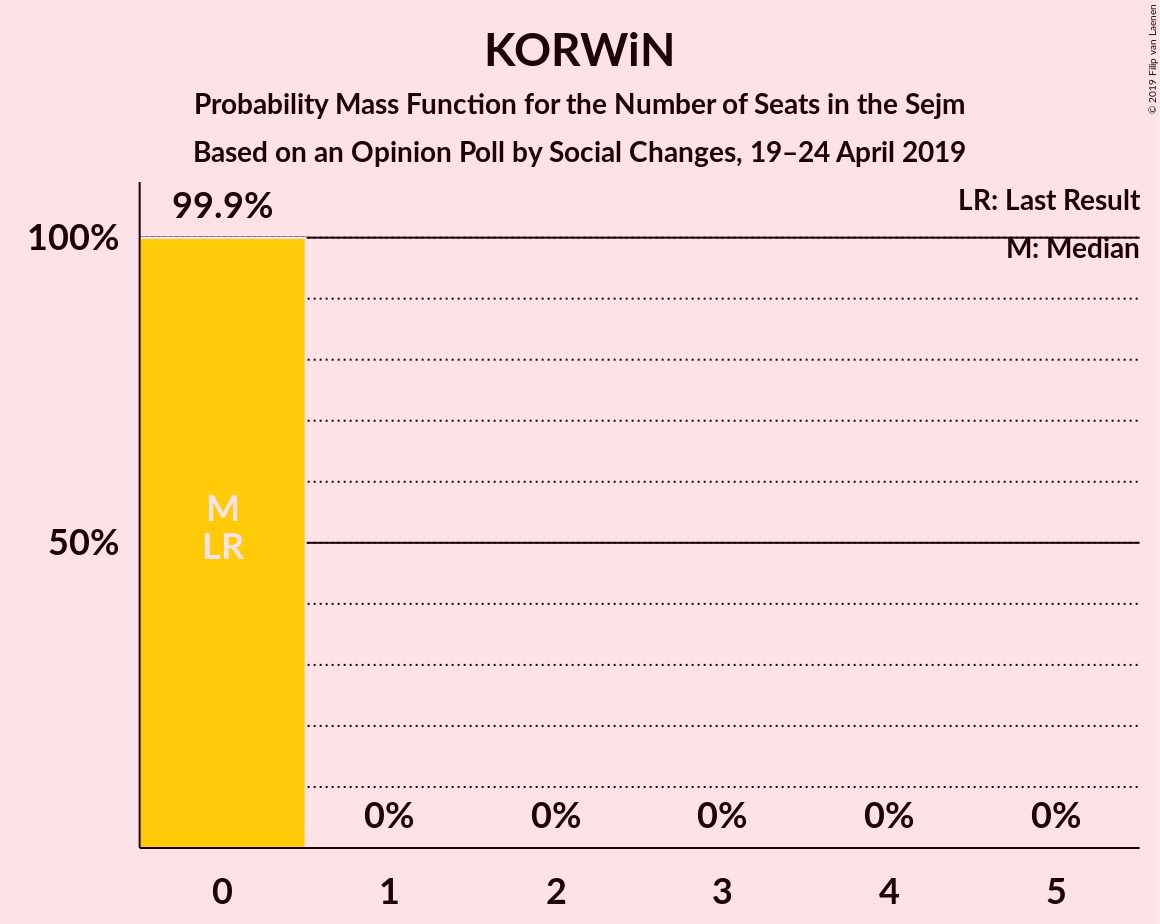 KORWiN
Probability Mass Function for the Number of Seats in the Sejm
Based on an Opinion Poll by Social Changes, 19–24 April 2019
© 2019 Filip van Laenen
LR: Last Result
M: Median
99.9%
100%
50%
M
LR
0% 0% 0% 0% 0%
0 1 2 3 4 5